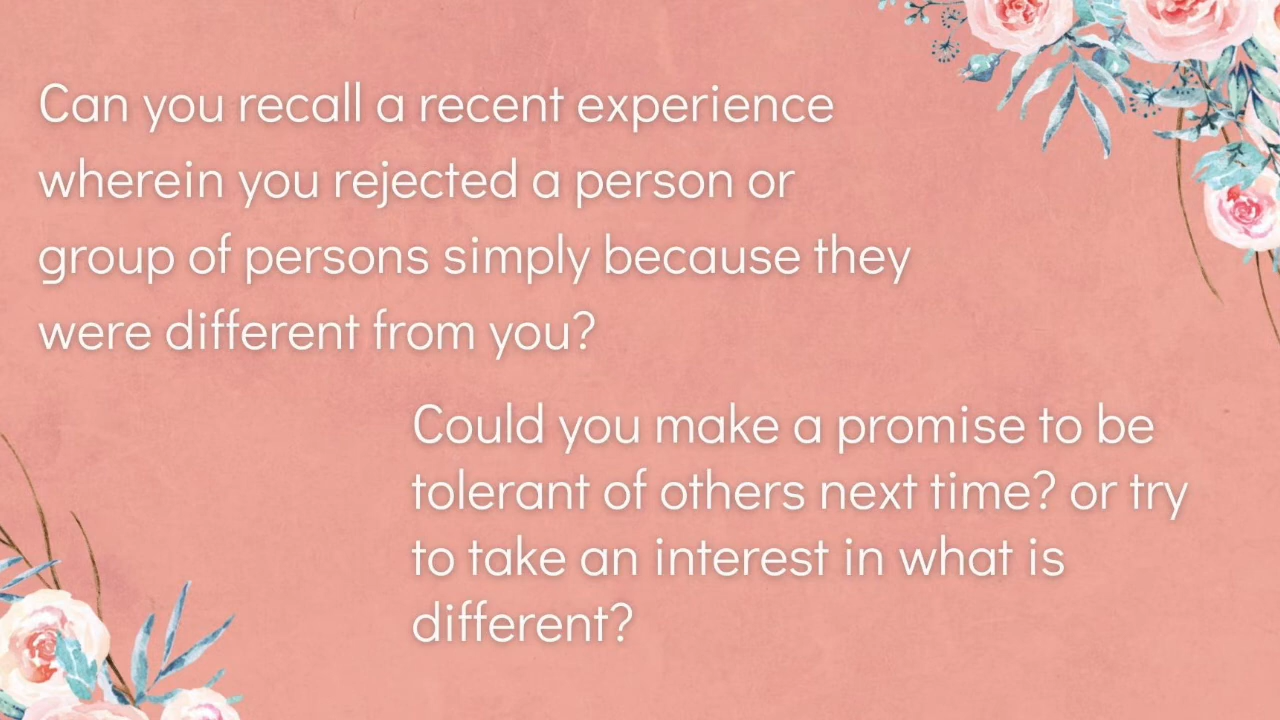 Can you recall a recent experience
wherein you rejected a person or
group of persons simply because they
were different from you?
Could you make a promise to be
tolerant of others next time? or try
to take an interest in what is
different?